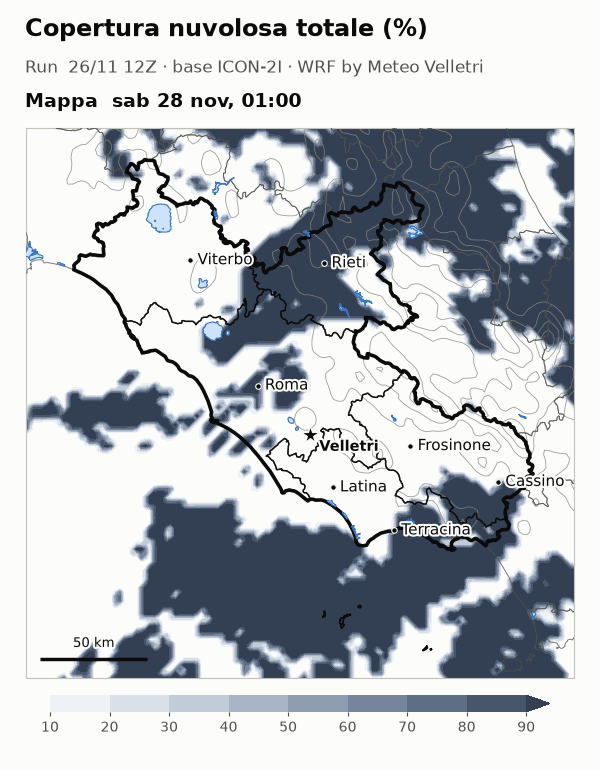 Copertura nuvolosa totale (%)
Run  26/11 12Z · base ICON-2I · WRF by Meteo Velletri
Mappa  sab 28 nov, 01:00
Viterbo
Rieti
Roma
Velletri
Frosinone
Cassino
Latina
Terracina
50 km
10 20 30 40 50 60 70 80 90